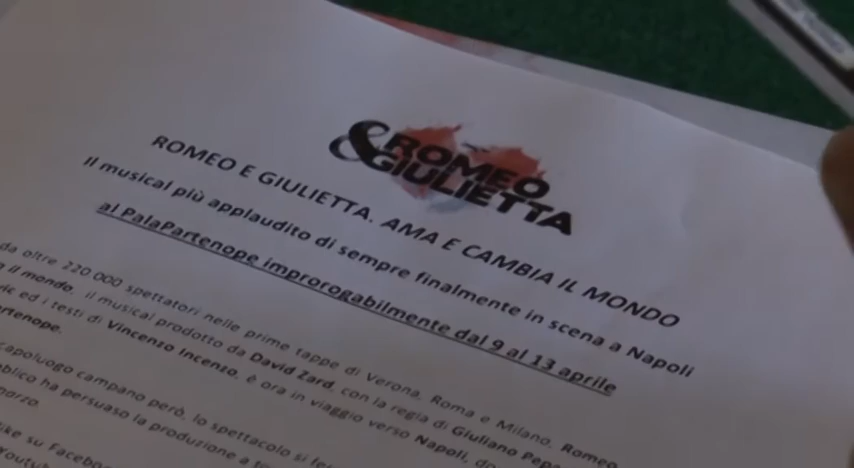 & ROMEO
GIULIETTA
ROMEO E GIULIETTA. AMA E CAMBIA IL MONDO
Il musical più applaudito di sempre finalmente in scena a Napoli
al PalaPartenope improrogabilmente dal 9 al 13 aprile
da oltre 220.000 spettatori nelle prime tappe di Verona, Roma e Milano, Romeo
il mondo, il musical prodotto da David Zard, con la regia di Giuliano
ed i testi di Vincenzo Incenzo, è ora in viaggio verso Napoli,
capoluogo campano però, lo spettacolo si
ha persuaso la produzione a
like su